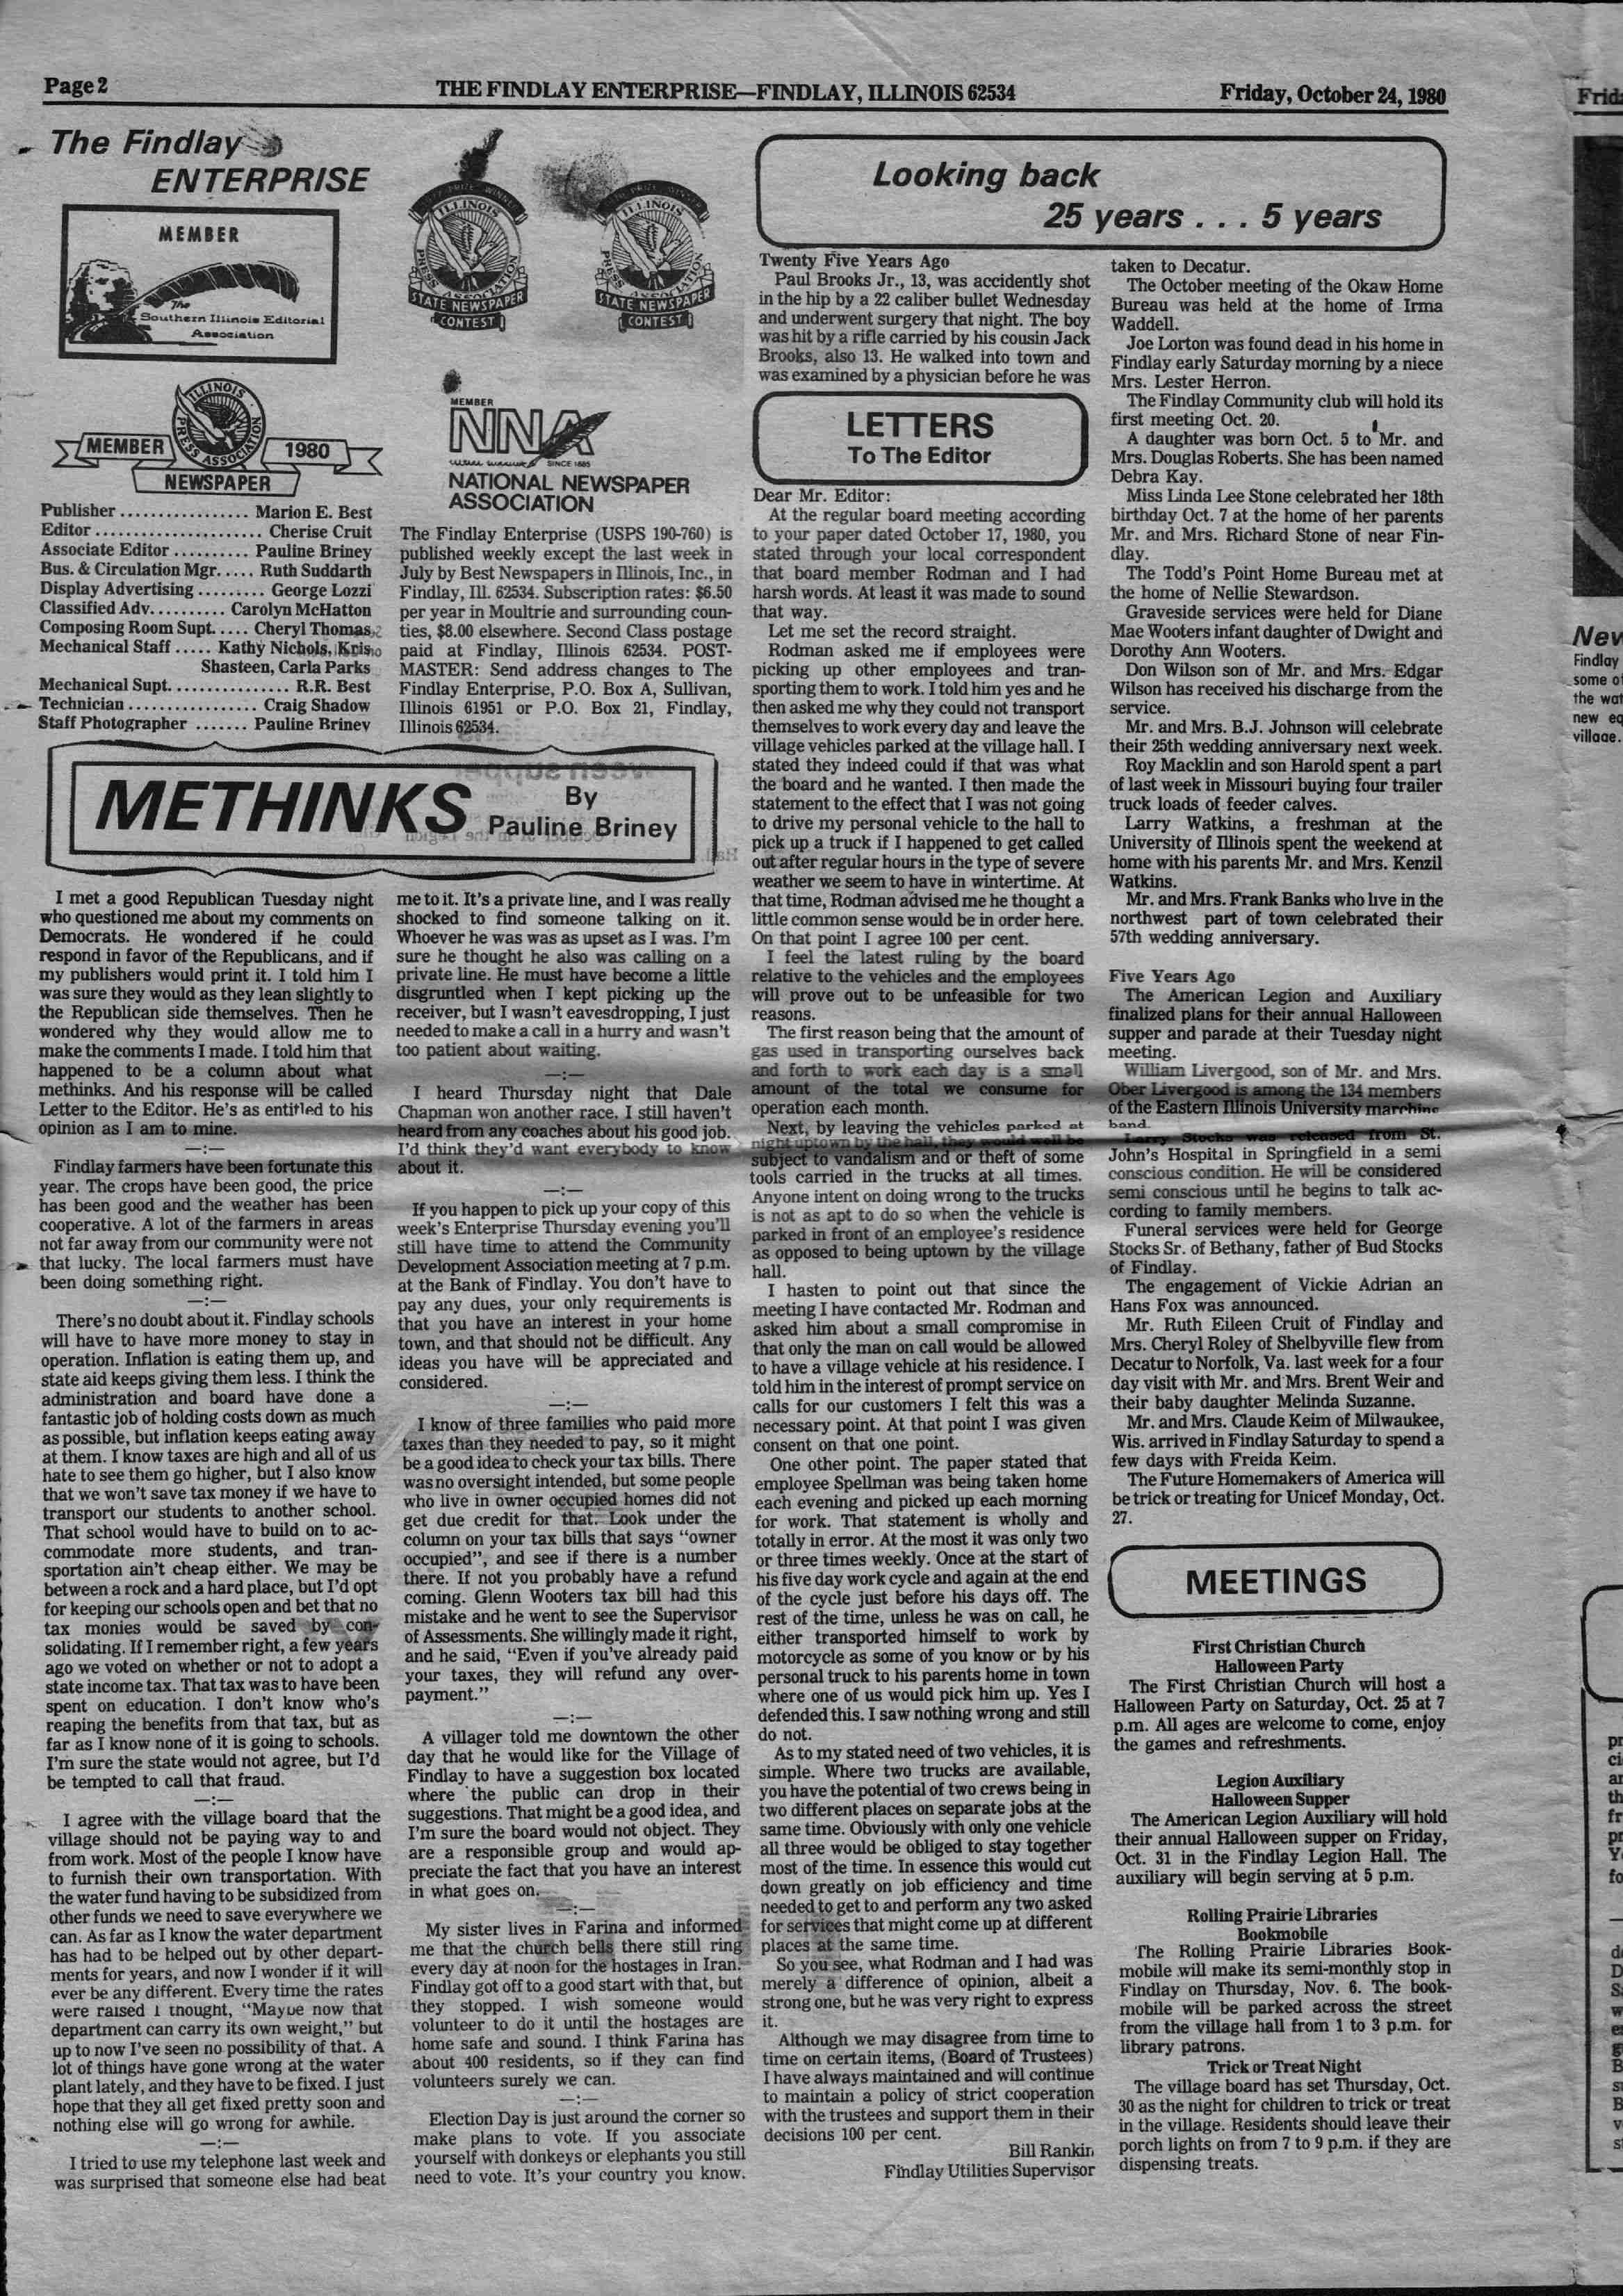 Page 2
THE FINDLAY ENTERPRISE—FINDLAY, ILLINOIS 62534
Friday, October 24, 1980
The Findlay
ENTERPRISE
MEMBER
The
Southern Illinois Editorial
Association
ILLINOIS
PRESS ASSOCIATION
MEMBER
1980
NEWSPAPER
ILLINOIS
PRESS ASSOCIATION
STATE NEWSPAPER
CONTEST
ILLINOIS
PRESS ASSOCIATION
STATE NEWSPAPER
CONTEST
MEMBER
NNA
SINCE 1885
NATIONAL NEWSPAPER
ASSOCIATION
Publisher ................. Marion E. Best
Editor ...................... Cherise Cruit
Associate Editor .......... Pauline Briney
Bus. & Circulation Mgr. .... Ruth Suddarth
Display Advertising ......... George Lozzi
Classified Adv. ......... Carolyn McHatton
Composing Room Supt. .... Cheryl Thomas
Mechanical Staff ..... Kathy Nichols, Kris
Shasteen, Carla Parks
Mechanical Supt. ............... R.R. Best
Technician ................. Craig Shadow
Staff Photographer ....... Pauline Briney
The Findlay Enterprise (USPS 190-760) is
published weekly except the last week in
July by Best Newspapers in Illinois, Inc., in
Findlay, Ill. 62534. Subscription rates: $6.50
per year in Moultrie and surrounding coun-
ties, $8.00 elsewhere. Second Class postage
paid at Findlay, Illinois 62534. POST-
MASTER: Send address changes to The
Findlay Enterprise, P.O. Box A, Sullivan,
Illinois 61951 or P.O. Box 21, Findlay,
Illinois 62534.
METHINKS
By
Pauline Briney
I met a good Republican Tuesday night
who questioned me about my comments on
Democrats. He wondered if he could
respond in favor of the Republicans, and if
my publishers would print it. I told him I
was sure they would as they lean slightly to
the Republican side themselves. Then he
wondered why they would allow me to
make the comments I made. I told him that
happened to be a column about what
methinks. And his response will be called
Letter to the Editor. He's as entitled to his
opinion as I am to mine.
—:—
Findlay farmers have been fortunate this
year. The crops have been good, the price
has been good and the weather has been
cooperative. A lot of the farmers in areas
not far away from our community were not
that lucky. The local farmers must have
been doing something right.
—:—
There's no doubt about it. Findlay schools
will have to have more money to stay in
operation. Inflation is eating them up, and
state aid keeps giving them less. I think the
administration and board have done a
fantastic job of holding costs down as much
as possible, but inflation keeps eating away
at them. I know taxes are high and all of us
hate to see them go higher, but I also know
that we won't save tax money if we have to
transport our students to another school.
That school would have to build on to ac-
commodate more students, and tran-
sportation ain't cheap either. We may be
between a rock and a hard place, but I'd opt
for keeping our schools open and bet that no
tax monies would be saved by con-
solidating. If I remember right, a few years
ago we voted on whether or not to adopt a
state income tax. That tax was to have been
spent on education. I don't know who's
reaping the benefits from that tax, but as
far as I know none of it is going to schools.
I'm sure the state would not agree, but I'd
be tempted to call that fraud.
—:—
I agree with the village board that the
village should not be paying way to and
from work. Most of the people I know have
to furnish their own transportation. With
the water fund having to be subsidized from
other funds we need to save everywhere we
can. As far as I know the water department
has had to be helped out by other depart-
ments for years, and now I wonder if it will
ever be any different. Every time the rates
were raised I thought, "Maybe now that
department can carry its own weight," but
up to now I've seen no possibility of that. A
lot of things have gone wrong at the water
plant lately, and they have to be fixed. I just
hope that they all get fixed pretty soon and
nothing else will go wrong for awhile.
—:—
I tried to use my telephone last week and
was surprised that someone else had beat
me to it. It's a private line, and I was really
shocked to find someone talking on it.
Whoever he was was as upset as I was. I'm
sure he thought he also was calling on a
private line. He must have become a little
disgruntled when I kept picking up the
receiver, but I wasn't eavesdropping, I just
needed to make a call in a hurry and wasn't
too patient about waiting.
—:—
I heard Thursday night that Dale
Chapman won another race. I still haven't
heard from any coaches about his good job.
I'd think they'd want everybody to know
about it.
—:—
If you happen to pick up your copy of this
week's Enterprise Thursday evening you'll
still have time to attend the Community
Development Association meeting at 7 p.m.
at the Bank of Findlay. You don't have to
pay any dues, your only requirements is
that you have an interest in your home
town, and that should not be difficult. Any
ideas you have will be appreciated and
considered.
—:—
I know of three families who paid more
taxes than they needed to pay, so it might
be a good idea to check your tax bills. There
was no oversight intended, but some people
who live in owner occupied homes did not
get due credit for that. Look under the
column on your tax bills that says "owner
occupied", and see if there is a number
there. If not you probably have a refund
coming. Glenn Wooters tax bill had this
mistake and he went to see the Supervisor
of Assessments. She willingly made it right,
and he said, "Even if you've already paid
your taxes, they will refund any over-
payment."
—:—
A villager told me downtown the other
day that he would like for the Village of
Findlay to have a suggestion box located
where the public can drop in their
suggestions. That might be a good idea, and
I'm sure the board would not object. They
are a responsible group and would ap-
preciate the fact that you have an interest
in what goes on.
—:—
My sister lives in Farina and informed
me that the church bells there still ring
every day at noon for the hostages in Iran.
Findlay got off to a good start with that, but
they stopped. I wish someone would
volunteer to do it until the hostages are
home safe and sound. I think Farina has
about 400 residents, so if they can find
volunteers surely we can.
—:—
Election Day is just around the corner so
make plans to vote. If you associate
yourself with donkeys or elephants you still
need to vote. It's your country you know.
Looking back
25 years . . . 5 years
Twenty Five Years Ago
Paul Brooks Jr., 13, was accidently shot
in the hip by a 22 caliber bullet Wednesday
and underwent surgery that night. The boy
was hit by a rifle carried by his cousin Jack
Brooks, also 13. He walked into town and
was examined by a physician before he was
taken to Decatur.
The October meeting of the Okaw Home
Bureau was held at the home of Irma
Waddell.
Joe Lorton was found dead in his home in
Findlay early Saturday morning by a niece
Mrs. Lester Herron.
The Findlay Community club will hold its
first meeting Oct. 20.
A daughter was born Oct. 5 to Mr. and
Mrs. Douglas Roberts. She has been named
Debra Kay.
Miss Linda Lee Stone celebrated her 18th
birthday Oct. 7 at the home of her parents
Mr. and Mrs. Richard Stone of near Fin-
dlay.
The Todd's Point Home Bureau met at
the home of Nellie Stewardson.
Graveside services were held for Diane
Mae Wooters infant daughter of Dwight and
Dorothy Ann Wooters.
Don Wilson son of Mr. and Mrs. Edgar
Wilson has received his discharge from the
service.
Mr. and Mrs. B.J. Johnson will celebrate
their 25th wedding anniversary next week.
Roy Macklin and son Harold spent a part
of last week in Missouri buying four trailer
truck loads of feeder calves.
Larry Watkins, a freshman at the
University of Illinois spent the weekend at
home with his parents Mr. and Mrs. Kenzil
Watkins.
Mr. and Mrs. Frank Banks who live in the
northwest part of town celebrated their
57th wedding anniversary.
Five Years Ago
The American Legion and Auxiliary
finalized plans for their annual Halloween
supper and parade at their Tuesday night
meeting.
William Livergood, son of Mr. and Mrs.
Ober Livergood is among the 134 members
of the Eastern Illinois University marching
band.
Larry Stocks was released from St.
John's Hospital in Springfield in a semi
conscious condition. He will be considered
semi conscious until he begins to talk ac-
cording to family members.
Funeral services were held for George
Stocks Sr. of Bethany, father of Bud Stocks
of Findlay.
The engagement of Vickie Adrian an
Hans Fox was announced.
Mr. Ruth Eileen Cruit of Findlay and
Mrs. Cheryl Roley of Shelbyville flew from
Decatur to Norfolk, Va. last week for a four
day visit with Mr. and Mrs. Brent Weir and
their baby daughter Melinda Suzanne.
Mr. and Mrs. Claude Keim of Milwaukee,
Wis. arrived in Findlay Saturday to spend a
few days with Freida Keim.
The Future Homemakers of America will
be trick or treating for Unicef Monday, Oct.
27.
LETTERS
To The Editor
Dear Mr. Editor:
At the regular board meeting according
to your paper dated October 17, 1980, you
stated through your local correspondent
that board member Rodman and I had
harsh words. At least it was made to sound
that way.
Let me set the record straight.
Rodman asked me if employees were
picking up other employees and tran-
sporting them to work. I told him yes and he
then asked me why they could not transport
themselves to work every day and leave the
village vehicles parked at the village hall. I
stated they indeed could if that was what
the board and he wanted. I then made the
statement to the effect that I was not going
to drive my personal vehicle to the hall to
pick up a truck if I happened to get called
out after regular hours in the type of severe
weather we seem to have in wintertime. At
that time, Rodman advised me he thought a
little common sense would be in order here.
On that point I agree 100 per cent.
I feel the latest ruling by the board
relative to the vehicles and the employees
will prove out to be unfeasible for two
reasons.
The first reason being that the amount of
gas used in transporting ourselves back
and forth to work each day is a small
amount of the total we consume for
operation each month.
Next, by leaving the vehicles parked at
night uptown by the hall, they would well be
subject to vandalism and or theft of some
tools carried in the trucks at all times.
Anyone intent on doing wrong to the trucks
is not as apt to do so when the vehicle is
parked in front of an employee's residence
as opposed to being uptown by the village
hall.
I hasten to point out that since the
meeting I have contacted Mr. Rodman and
asked him about a small compromise in
that only the man on call would be allowed
to have a village vehicle at his residence. I
told him in the interest of prompt service on
calls for our customers I felt this was a
necessary point. At that point I was given
consent on that one point.
One other point. The paper stated that
employee Spellman was being taken home
each evening and picked up each morning
for work. That statement is wholly and
totally in error. At the most it was only two
or three times weekly. Once at the start of
his five day work cycle and again at the end
of the cycle just before his days off. The
rest of the time, unless he was on call, he
either transported himself to work by
motorcycle as some of you know or by his
personal truck to his parents home in town
where one of us would pick him up. Yes I
defended this. I saw nothing wrong and still
do not.
As to my stated need of two vehicles, it is
simple. Where two trucks are available,
you have the potential of two crews being in
two different places on separate jobs at the
same time. Obviously with only one vehicle
all three would be obliged to stay together
most of the time. In essence this would cut
down greatly on job efficiency and time
needed to get to and perform any two asked
for services that might come up at different
places at the same time.
So you see, what Rodman and I had was
merely a difference of opinion, albeit a
strong one, but he was very right to express
it.
Although we may disagree from time to
time on certain items, (Board of Trustees)
I have always maintained and will continue
to maintain a policy of strict cooperation
with the trustees and support them in their
decisions 100 per cent.
Bill Rankin
Findlay Utilities Supervisor
MEETINGS
First Christian Church
Halloween Party
The First Christian Church will host a
Halloween Party on Saturday, Oct. 25 at 7
p.m. All ages are welcome to come, enjoy
the games and refreshments.
Legion Auxiliary
Halloween Supper
The American Legion Auxiliary will hold
their annual Halloween supper on Friday,
Oct. 31 in the Findlay Legion Hall. The
auxiliary will begin serving at 5 p.m.
Rolling Prairie Libraries
Bookmobile
The Rolling Prairie Libraries Book-
mobile will make its semi-monthly stop in
Findlay on Thursday, Nov. 6. The book-
mobile will be parked across the street
from the village hall from 1 to 3 p.m. for
library patrons.
Trick or Treat Night
The village board has set Thursday, Oct.
30 as the night for children to trick or treat
in the village. Residents should leave their
porch lights on from 7 to 9 p.m. if they are
dispensing treats.
Findlay
some
the
new
village.